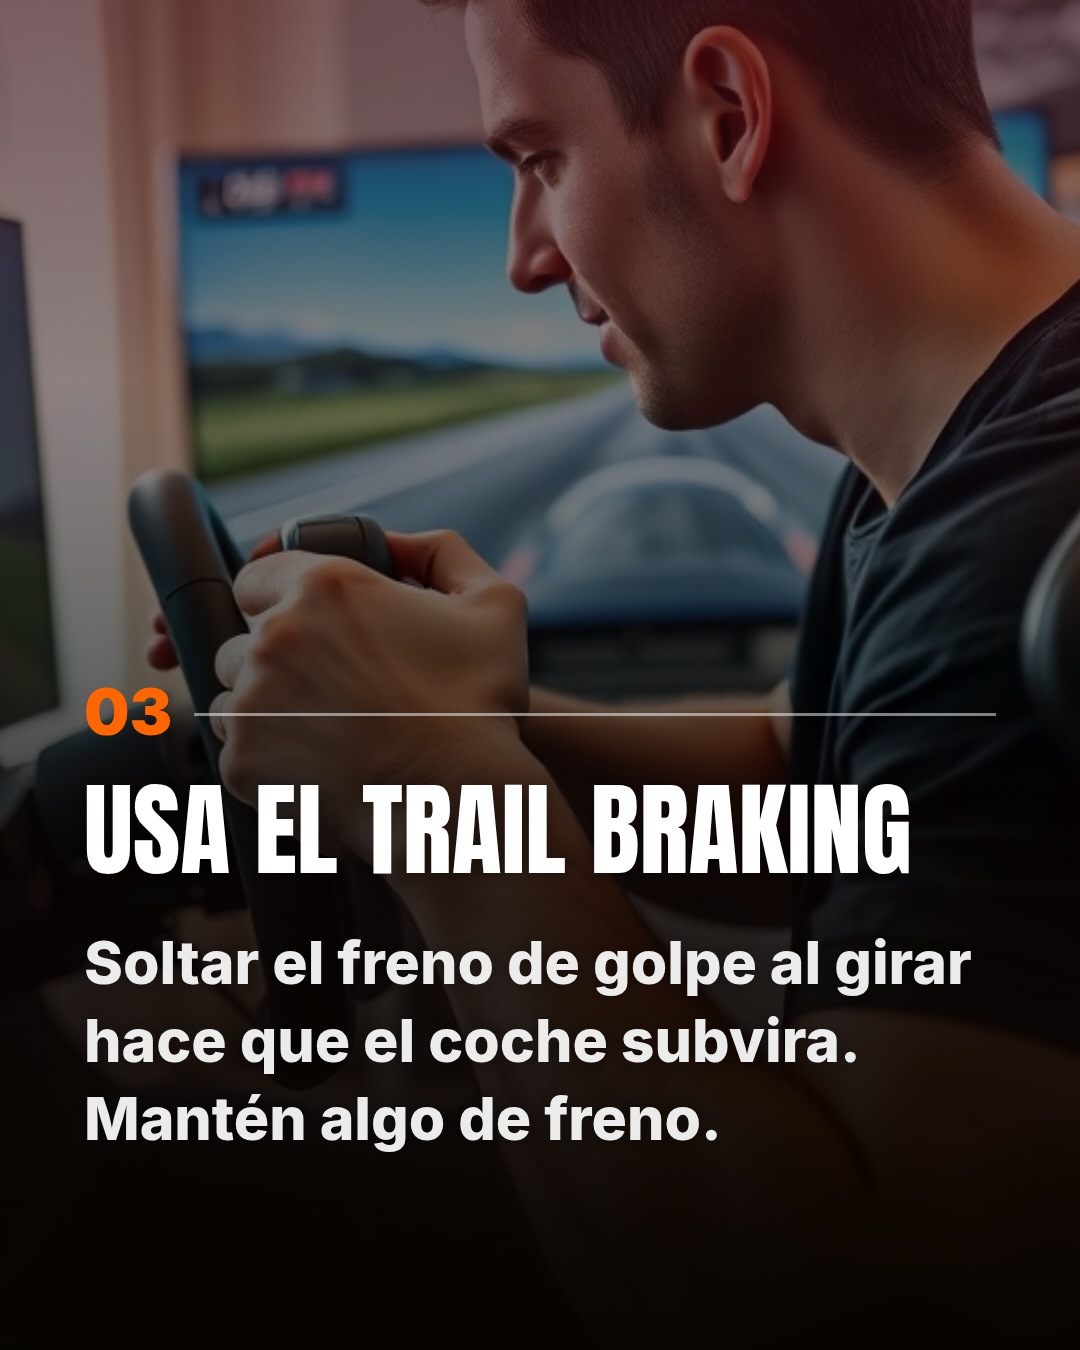 03
USA EL TRAIL BRAKING
Soltar el freno de golpe al girar
hace que el coche subvira.
Mantén algo de freno.